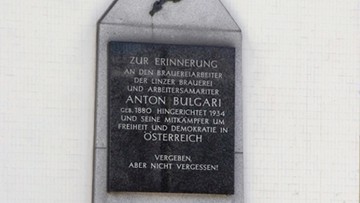 ZUR ERINNERUNG
AN DEN BRAUEREIARBEITER
DER LINZER BRAUEREI
UND ARBEITERSAMARITER
ANTON BULGARI
GEB. 1880 HINGERICHTET 1934
UND SEINE MITKÄMPFER UM
FREIHEIT UND DEMOKRATIE IN
ÖSTERREICH
VERGEBEN,
ABER NICHT VERGESSEN!